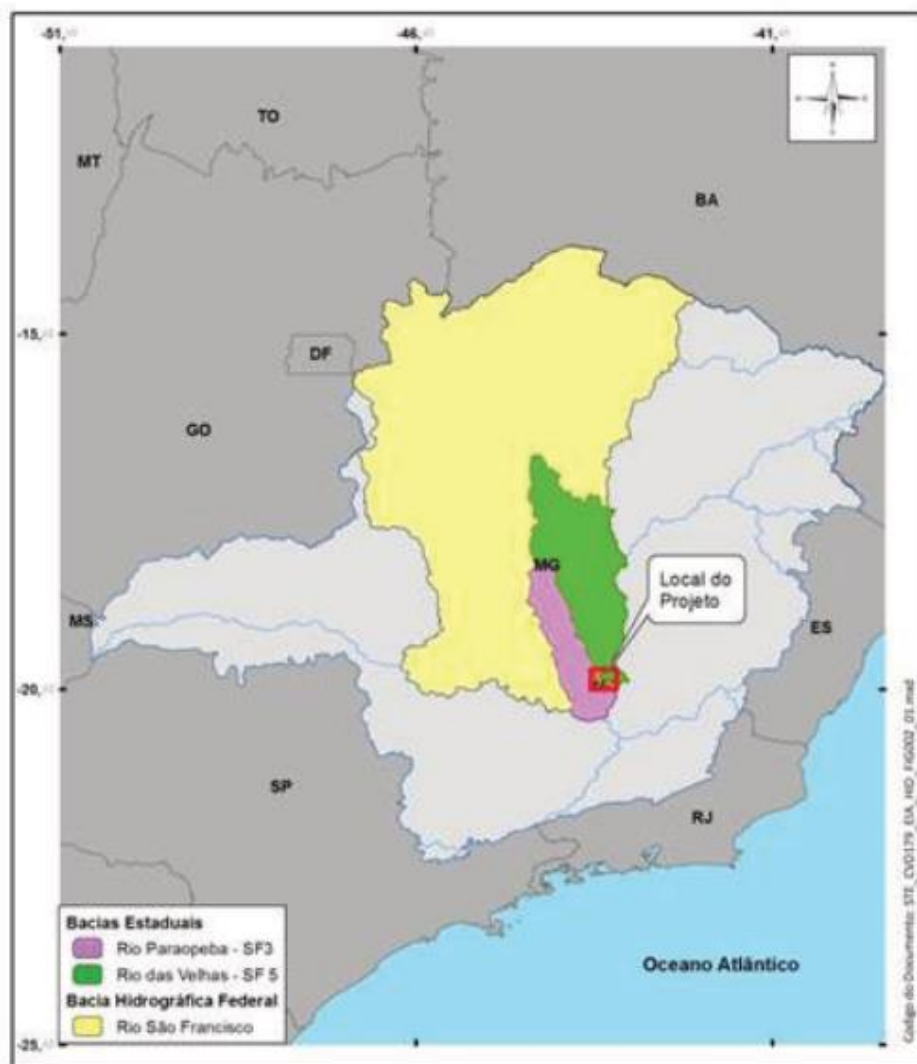 -51,
-46,
-41,
TO
MT
BA
-15,
DF
GO
MG
Local do
Projeto
MS
ES
-20,
SP
RJ
Bacias Estaduais
Rio Paraopeba - SF3
Rio das Velhas - SF 5
Bacia Hidrográfica Federal
Rio São Francisco
Oceano Atlântico
-25,